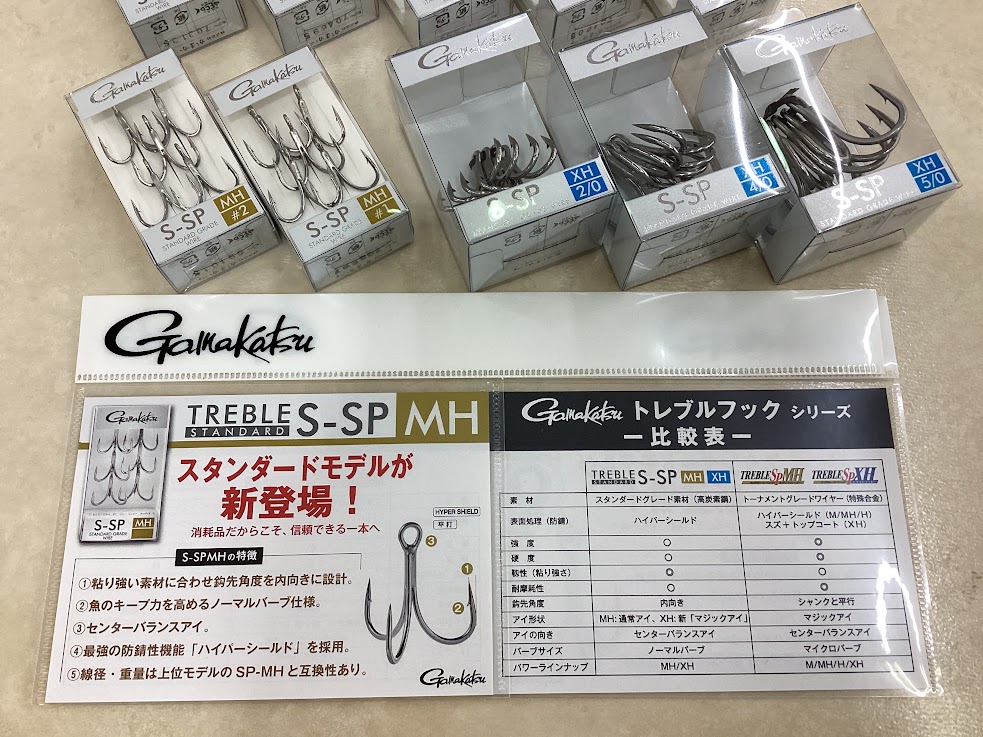 Gamakatsu
S-SP
MH
#2
STANDARD GRADE
WIRE
Gamakatsu
S-SP
MH
#1
STANDARD GRADE
WIRE
Gamakatsu
XH
2/0
S-SP
Gamakatsu
XH
4/0
S-SP
Gamakatsu
XH
5/0
S-SP
STANDARD GRADE WIRE
Gamakatsu
Gamakatsu
S-SP
MH
STANDARD GRADE
WIRE
TREBLE S-SP MH
STANDARD
スタンダードモデルが
新登場！
消耗品だからこそ、信頼できる一本へ
HYPER SHIELD
平打
S-SPMHの特徴
①粘り強い素材に合わせ鈎先角度を内向きに設計。
②魚のキープ力を高めるノーマルバーブ仕様。
③センターバランスアイ。
④最強の防錆性機能「ハイパーシールド」を採用。
⑤線径・重量は上位モデルのSP-MHと互換性あり。
③
①
②
Gamakatsu
Gamakatsu トレブルフック シリーズ
ー比較表ー
TREBLE S-SP MH XH TREBLE SpMH TREBLE SpXH
STANDARD
素 材 スタンダードグレード素材（高炭素鋼） トーナメントグレードワイヤー（特殊合金）
表面処理（防錆） ハイパーシールド ハイパーシールド（M/MH/H）
スズ＋トップコート（XH）
強 度 ○ ◎
硬 度 ○ ◎
靱性（粘り強さ） ◎ ○
耐摩耗性 ○ ◎
鈎先角度 内向き シャンクと平行
アイ形状 MH:通常アイ、XH:新「マジックアイ」 マジックアイ
アイの向き センターバランスアイ センターバランスアイ
バーブサイズ ノーマルバーブ マイクロバーブ
パワーラインナップ MH/XH M/MH/H/XH